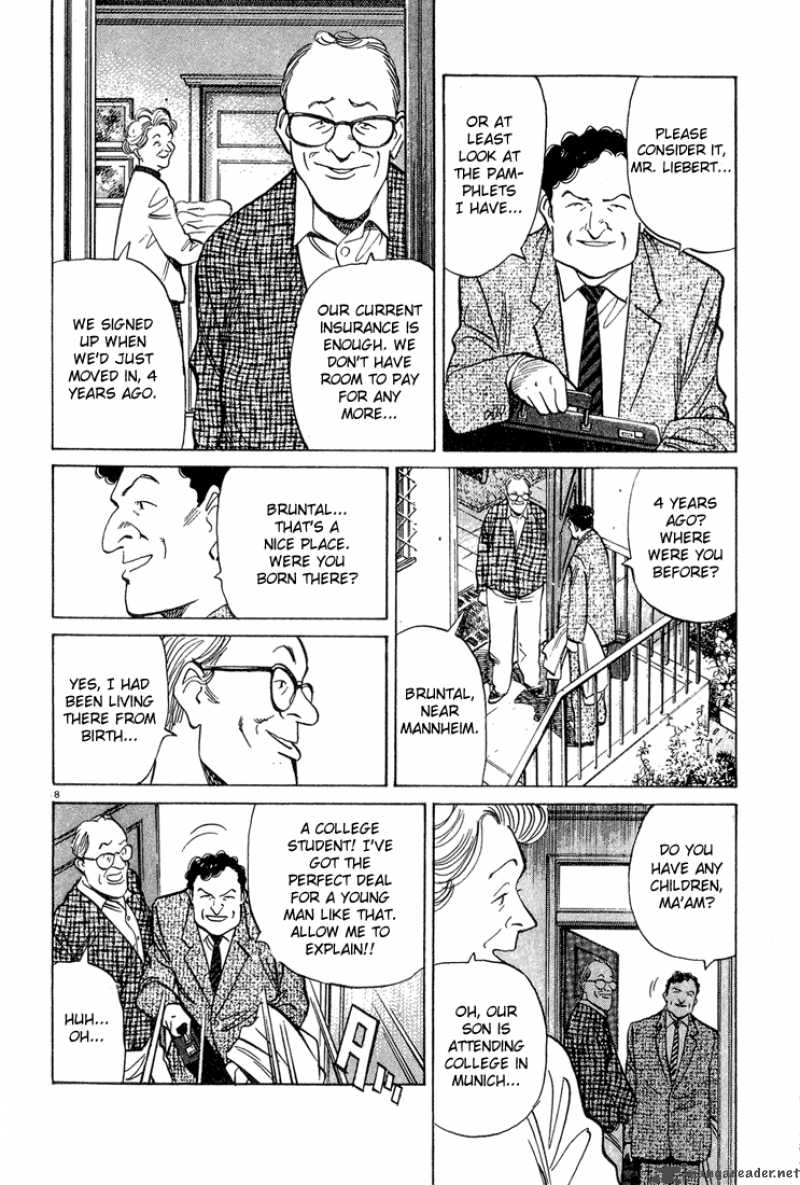 PLEASE
CONSIDER IT,
MR. LIEBERT...
OR AT
LEAST
LOOK AT
THE PAM-
PHLETS
I HAVE...
OUR CURRENT
INSURANCE IS
ENOUGH. WE
DON'T HAVE
ROOM TO PAY
FOR ANY
MORE...
WE SIGNED
UP WHEN
WE'D JUST
MOVED IN, 4
YEARS AGO.
4 YEARS
AGO?
WHERE
WERE YOU
BEFORE?
BRUNTAL,
NEAR
MANNHEIM.
BRUNTAL...
THAT'S A
NICE PLACE.
WERE YOU
BORN THERE?
YES, I HAD
BEEN LIVING
THERE FROM
BIRTH...
8
DO YOU
HAVE ANY
CHILDREN,
MA'AM?
OH, OUR
SON IS
ATTENDING
COLLEGE IN
MUNICH...
A COLLEGE
STUDENT! I'VE
GOT THE
PERFECT DEAL
FOR A YOUNG
MAN LIKE THAT.
ALLOW ME TO
EXPLAIN!!
HUH...
OH...
mangareader.net